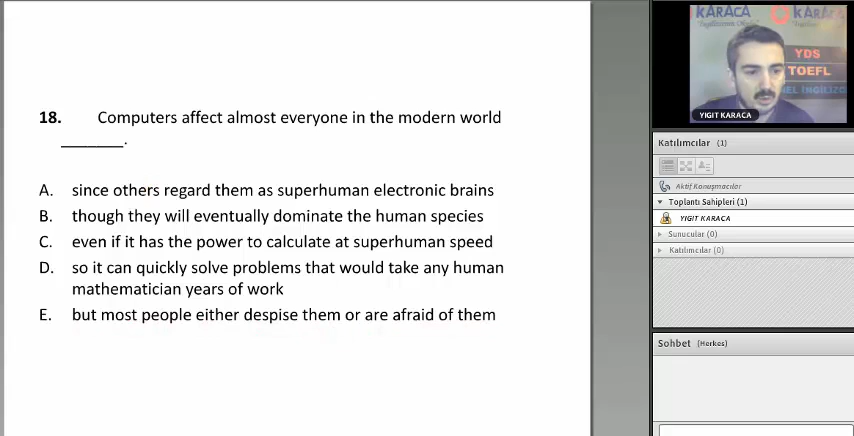 18. Computers affect almost everyone in the modern world
_______.
A. since others regard them as superhuman electronic brains
B. though they will eventually dominate the human species
C. even if it has the power to calculate at superhuman speed
D. so it can quickly solve problems that would take any human
mathematician years of work
E. but most people either despise them or are afraid of them
KARACA
KARACA
YDS
TOEFL
YIGIT KARACA
Katılımcılar (1)
Aktif Konuşmacılar
Toplantı Sahipleri (1)
YIGIT KARACA
Sunucular (0)
Katılımcılar (0)
Sohbet (Herkes)